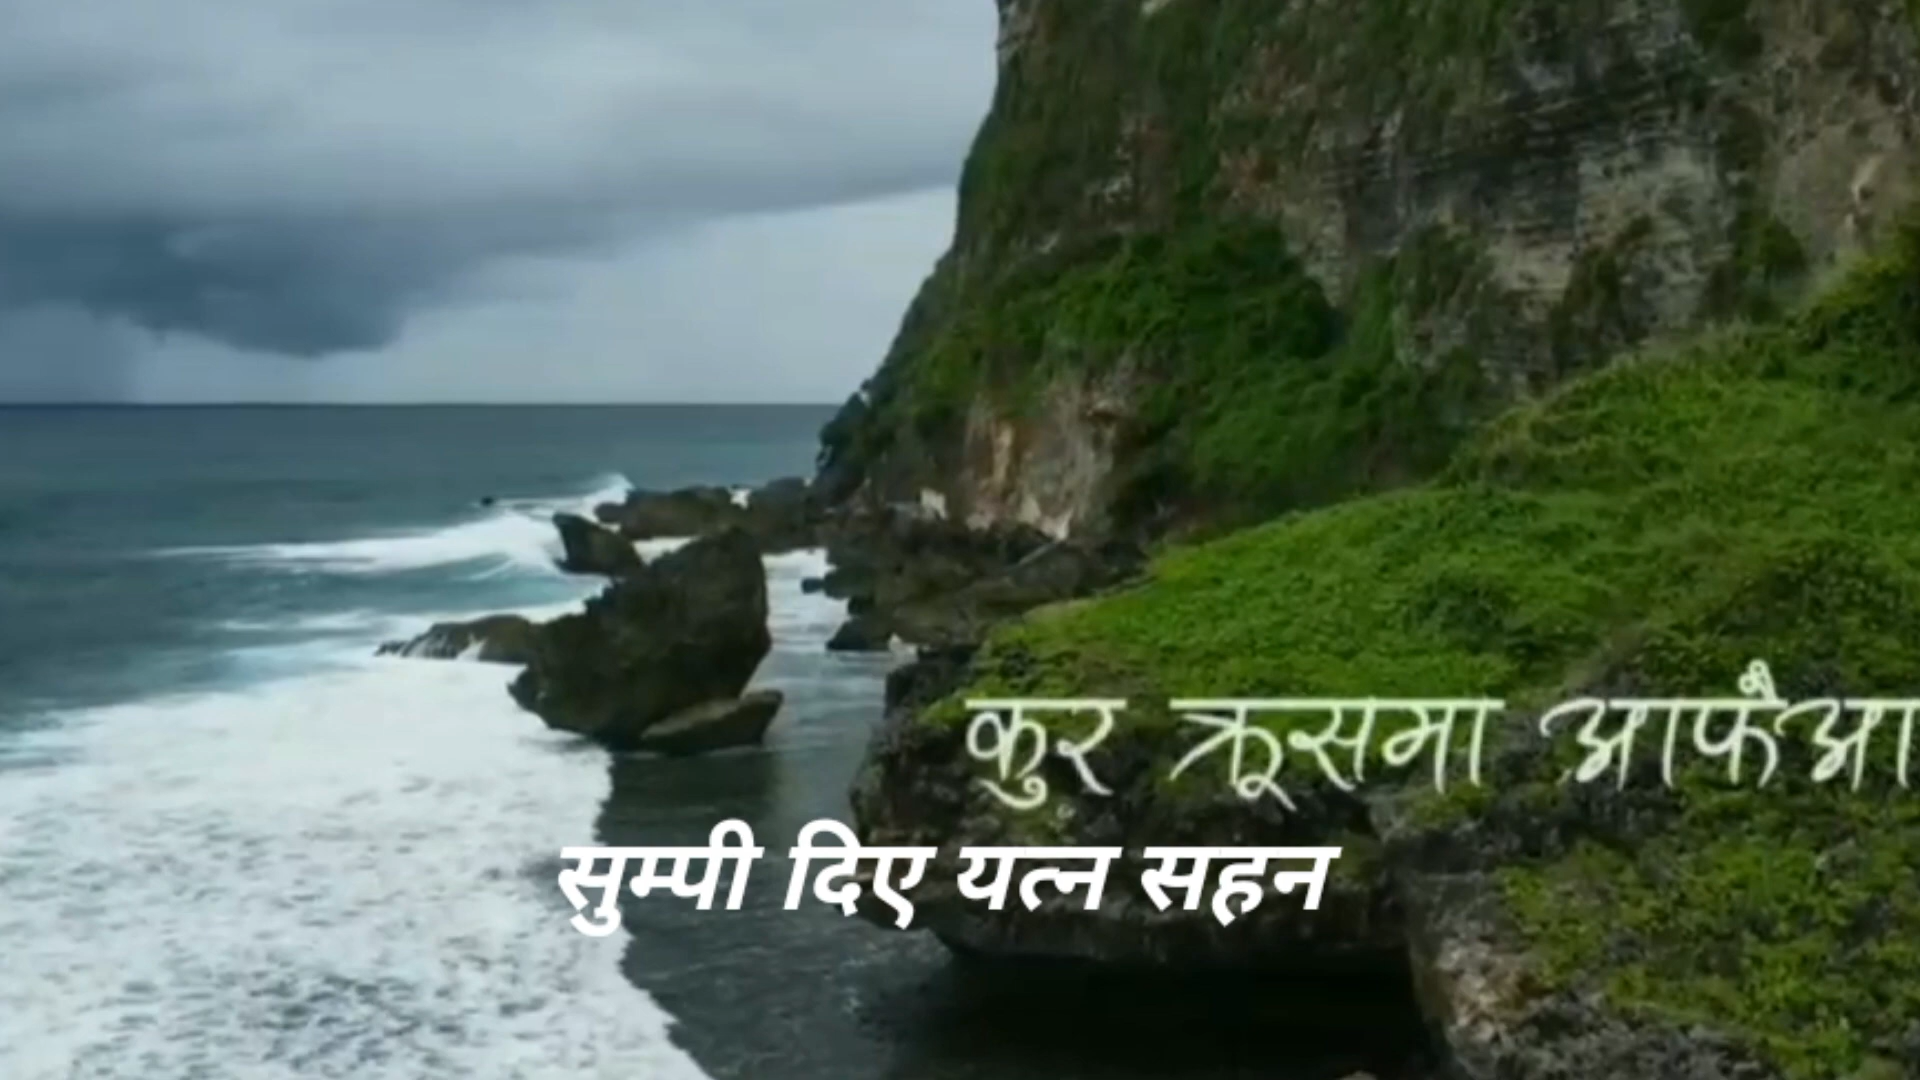 कुर क्रूसमा आफैआ
सुम्पी दिए यत्न सहन